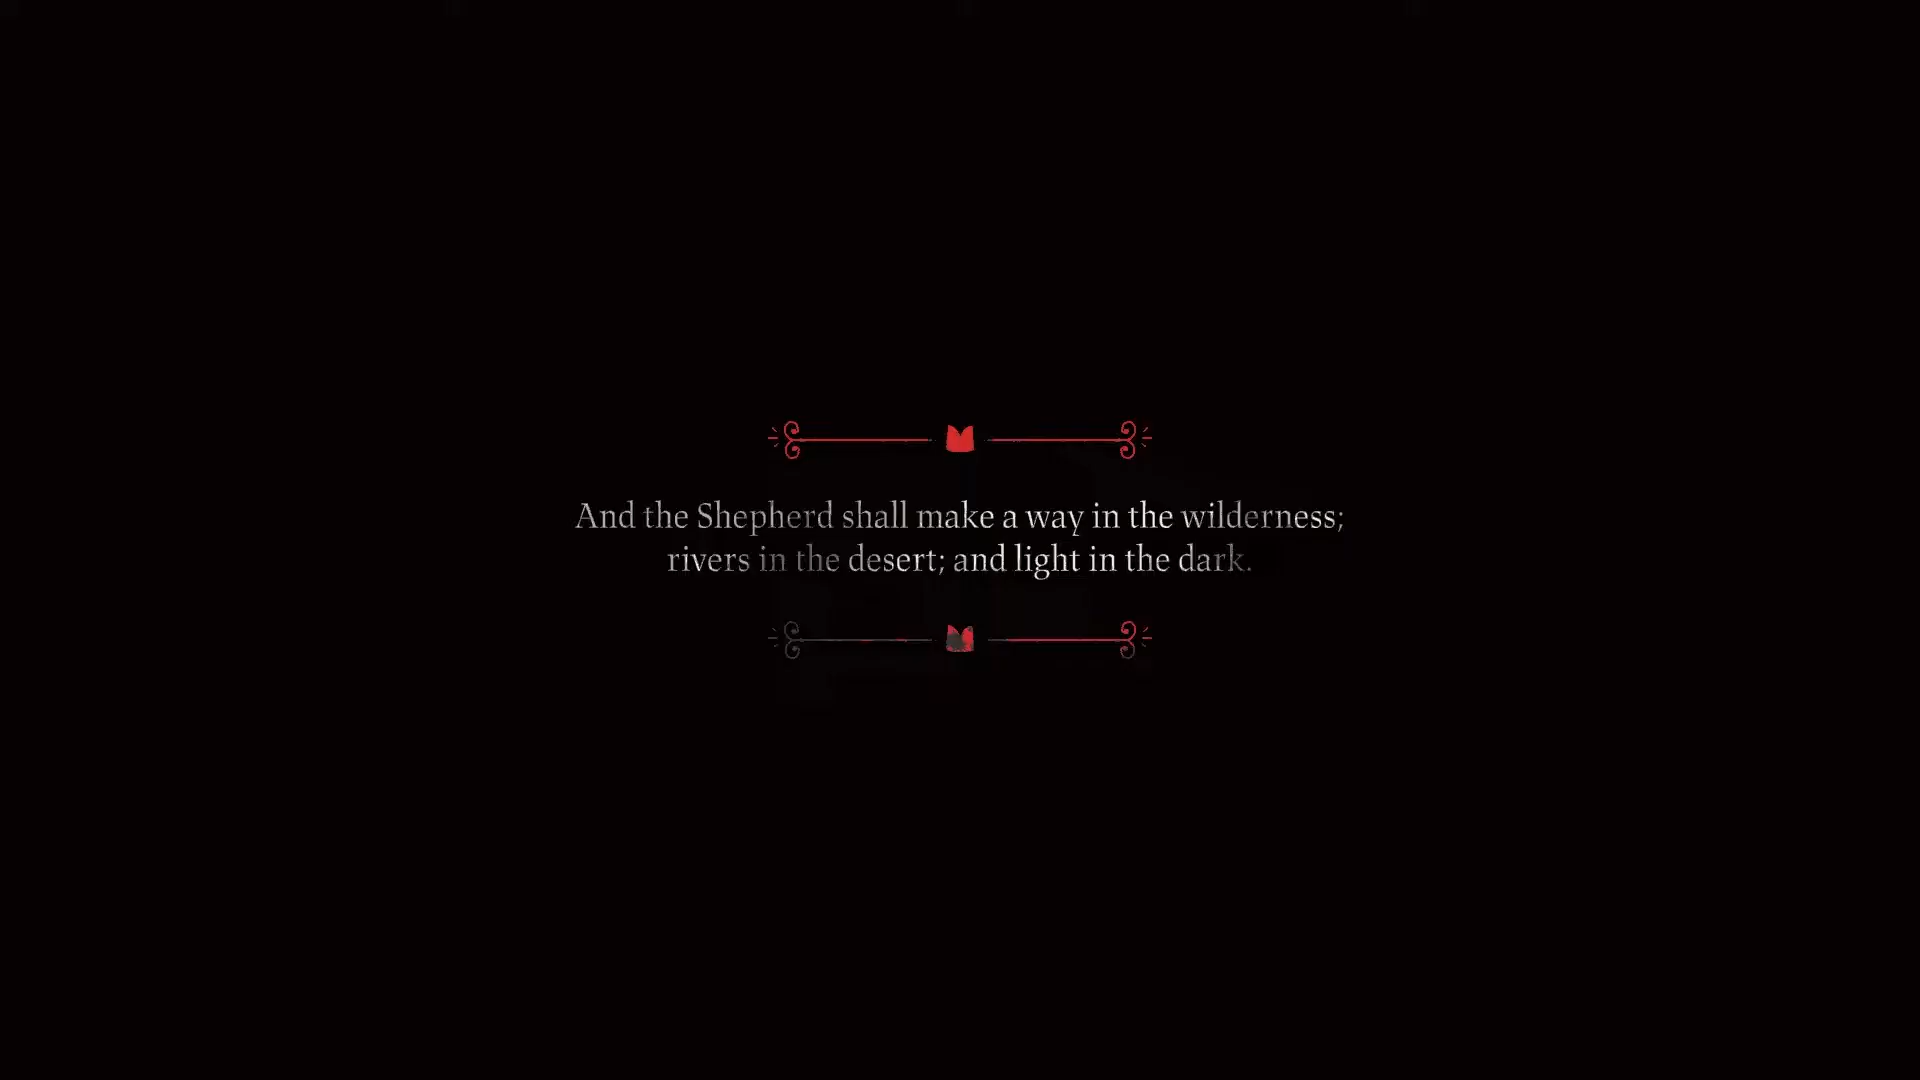 And the Shepherd shall make a way in the wilderness;
rivers in the desert; and light in the dark.